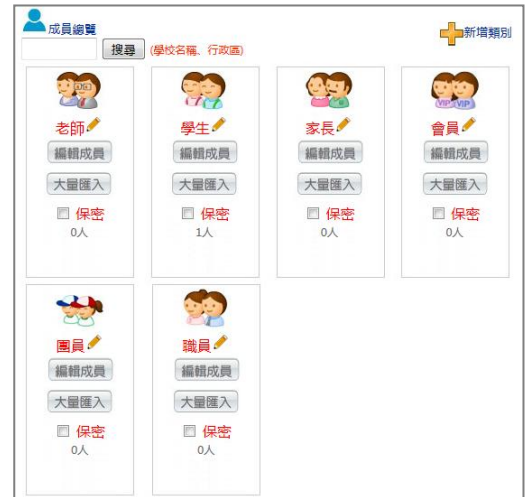 成員總覽
新增類別
搜尋 (學校名稱、行政區)
老師 學生 家長 會員
編輯成員 編輯成員 編輯成員 編輯成員
大量匯入 大量匯入 大量匯入 大量匯入
保密 保密 保密 保密
0人 1人 0人 0人
團員 職員
編輯成員 編輯成員
大量匯入 大量匯入
保密 保密
0人 0人